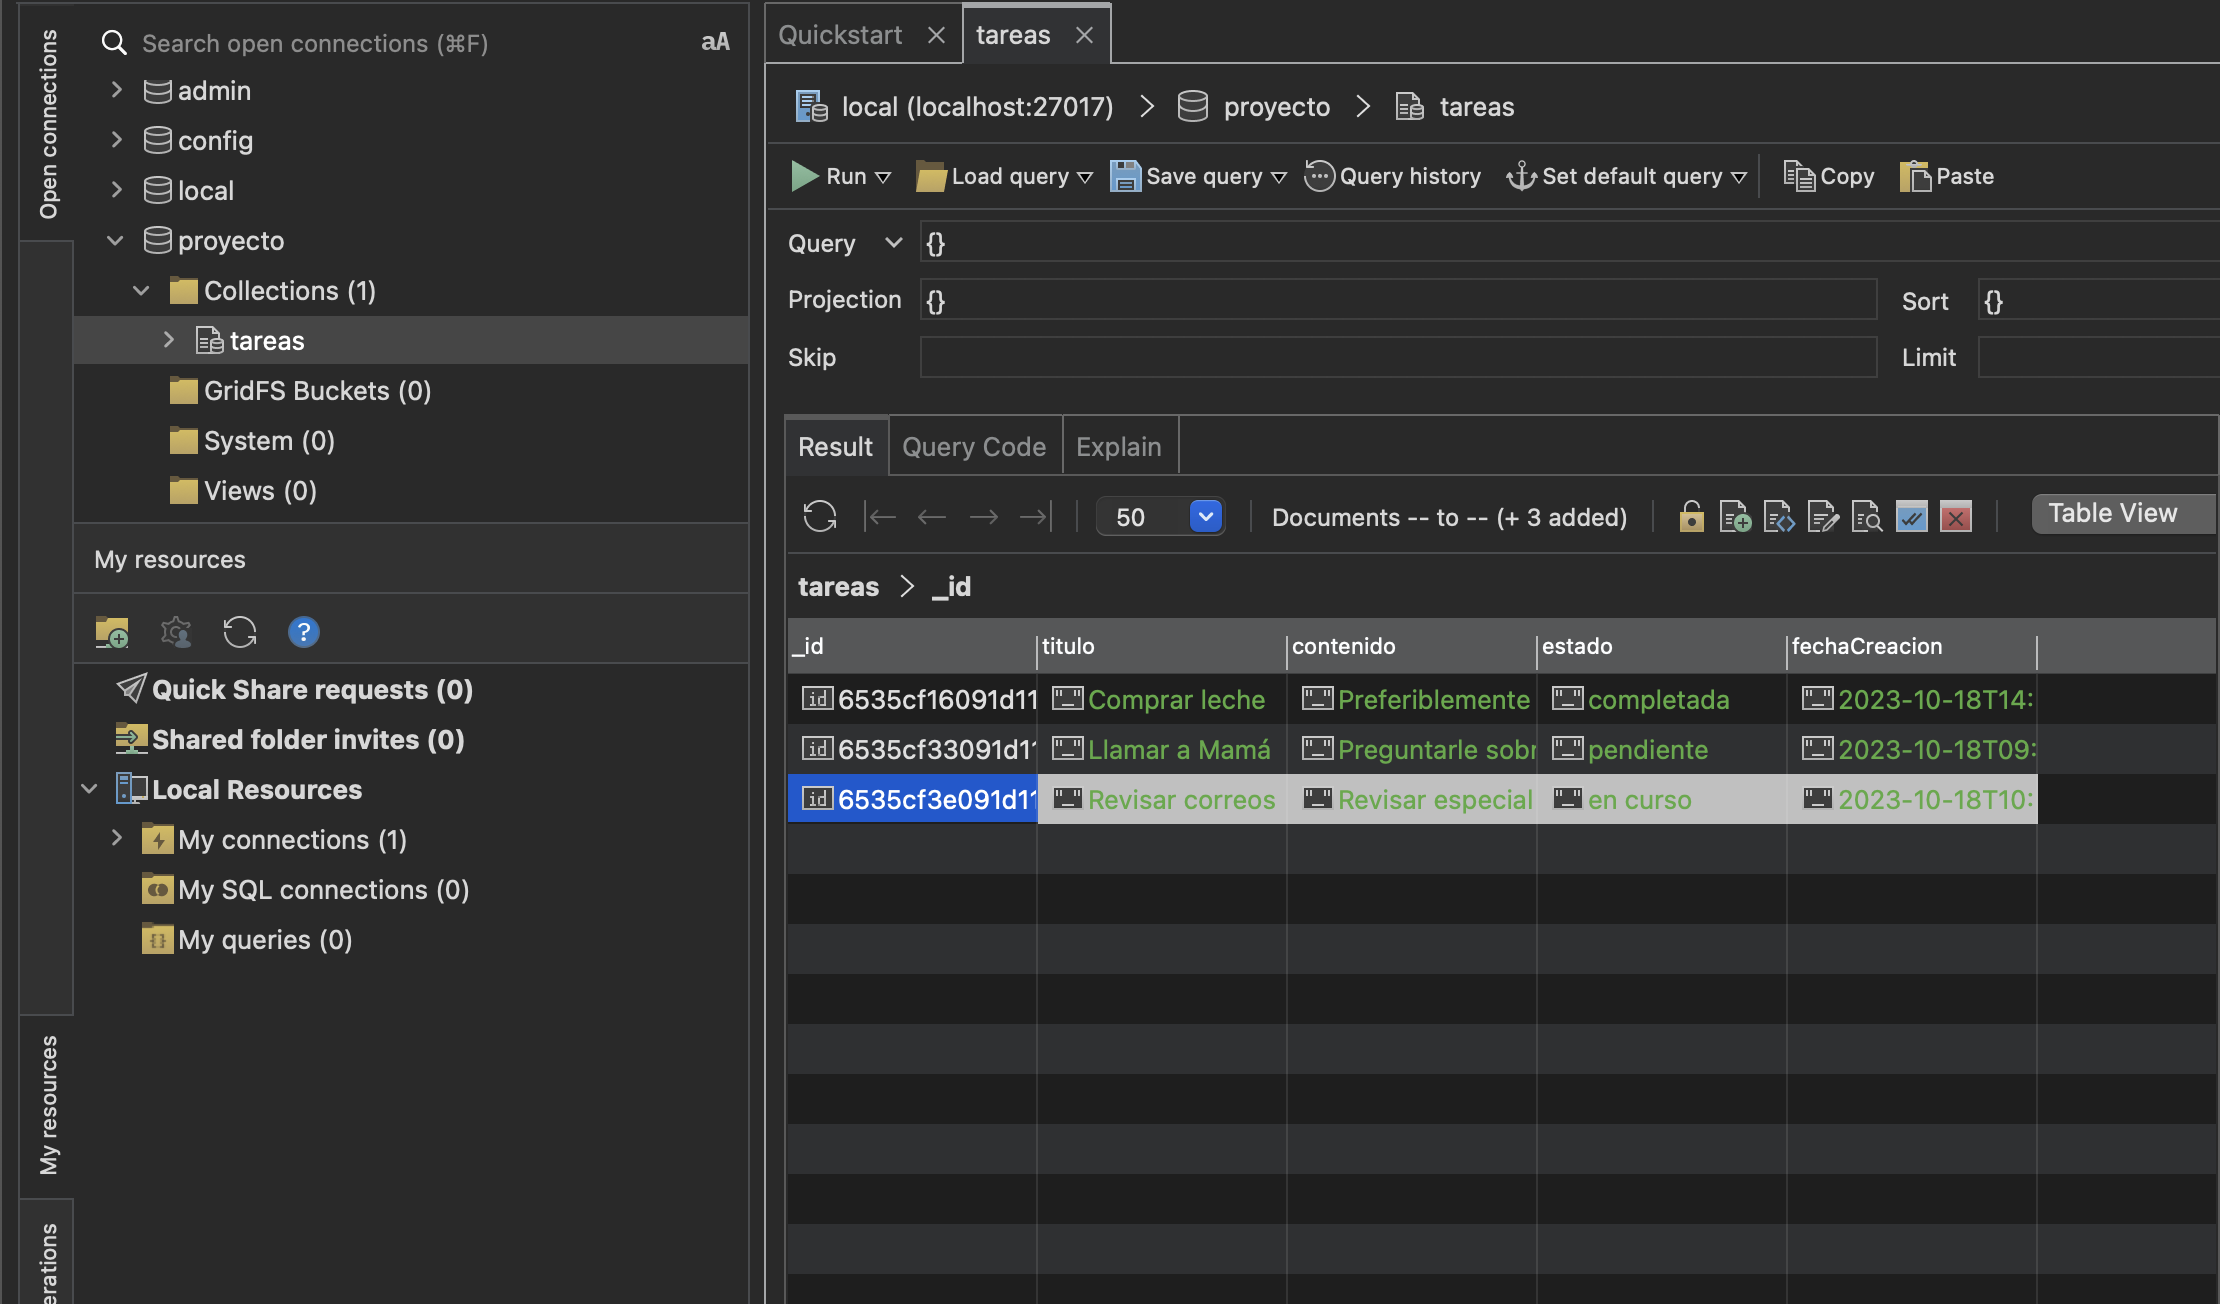 Open connections
Search open connections (⌘F)
aA
admin
config
local
proyecto
Collections (1)
tareas
GridFS Buckets (0)
System (0)
Views (0)
My resources
Quick Share requests (0)
Shared folder invites (0)
Local Resources
My connections (1)
My SQL connections (0)
My queries (0)
My resources
erations
Quickstart
tareas
local (localhost:27017) > proyecto > tareas
Run Load query Save query Query history Set default query Copy Paste
Query {}
Projection {} Sort {}
Skip Limit
Result Query Code Explain
50 Documents -- to -- (+ 3 added) Table View
tareas > _id
_id titulo contenido estado fechaCreacion
id 6535cf16091d11 "_" Comprar leche "_" Preferiblemente "_" completada "_" 2023-10-18T14:
id 6535cf33091d11 "_" Llamar a Mamá "_" Preguntarle sobr "_" pendiente "_" 2023-10-18T09:
id 6535cf3e091d11 "_" Revisar correos "_" Revisar especial "_" en curso "_" 2023-10-18T10: